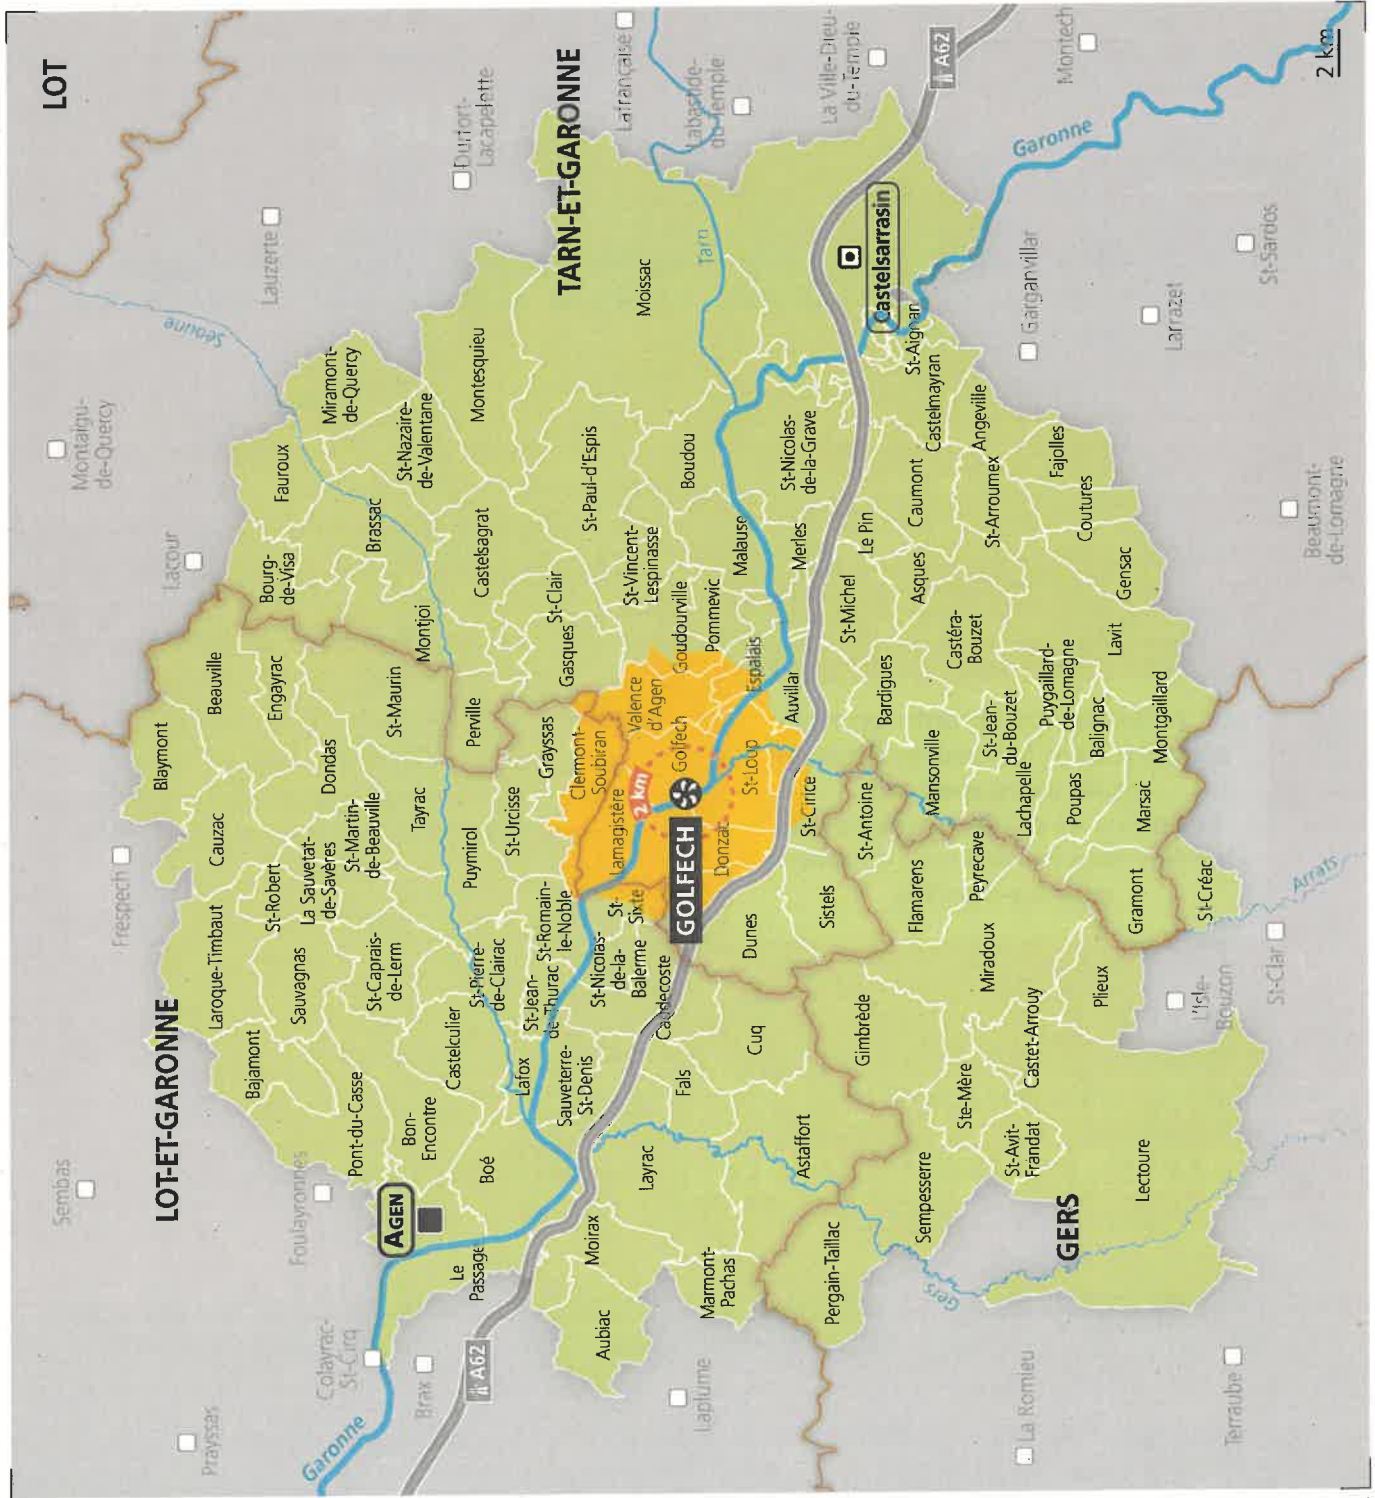 LOT
Sembas
Montaigu-
de-Quercy
Frespech
Blaymont
LOT-ET-GARONNE
Lacour
Prayssas
Laroque-Timbaut
Cauzac
Beauville
Séoune
Bajamont
St-Robert
Engayrac
Bourg-
de-Visa
Fauroux
Lauzerte
Foulayronnes
Sauvagnas
La Sauvetat-
de-Savères
Dondas
Miramont-
de-Quercy
Garonne
Colayrac-
St-Cirq
Pont-du-Casse
St-Caprais-
de-Lerm
St-Martin-
de-Beauville
St-Maurin
Brassac
St-Nazaire-
de-Valentane
AGEN
Bon-
Encontre
Tayrac
Montjoi
Brax
Castelculier
Puymirol
Perville
Castelsagrat
Montesquieu
Durfort-
Lacapelette
Le
Passage
Boé
St-Pierre-
de-Clairac
St-Urcisse
A62
Lafox
St-Jean-
de-Thurac
St-Romain-
le-Noble
Grayssas
Gasques
St-Clair
TARN-ET-GARONNE
Sauveterre-
St-Denis
Clermont-
Soubiran
St-Paul-d'Espis
Moirax
St-Nicolas-
de-la-
Balerme
St-
Sixte
Lamagistère
Valence
d'Agen
St-Vincent-
Lespinasse
Lafrançaise
Aubiac
Layrac
Caudecoste
2 km
Moissac
Fals
GOLFECH
Golfech
Goudourville
Boudou
Labastide-
du-Temple
Laplume
Marmont-
Pachas
Donzac
Pommevic
Tarn
Cuq
Dunes
St-Loup
Espalais
Malause
Astaffort
St-Cirice
Auvillar
Merles
St-Nicolas-
de-la-Grave
La Ville-Dieu-
du-Temple
Pergain-Taillac
Sistels
St-Michel
Gimbrède
St-Antoine
Bardigues
Le Pin
Castelsarrasin
Sempesserre
Flamarens
Mansonville
Asques
Caumont
St-Aignan
Castelmayran
A62
Gers
Ste-Mère
Peyrecave
Castéra-
Bouzet
Angeville
Miradoux
St-Jean-
du-Bouzet
St-Arroumex
St-Avit-
Frandat
Castet-Arrouy
Lachapelle
Puygaillard-
de-Lomagne
Fajolles
Garonne
Montech
La Romieu
GERS
Poupas
Balignac
Coutures
Garganvillar
Plieux
Lectoure
Gramont
Marsac
Montgaillard
Lavit
Gensac
Larrazet
L'Isle-
Bouzon
St-Créac
Terraube
St-Clar
Arrats
Beaumont-
de-Lomagne
St-Sardos
2 km